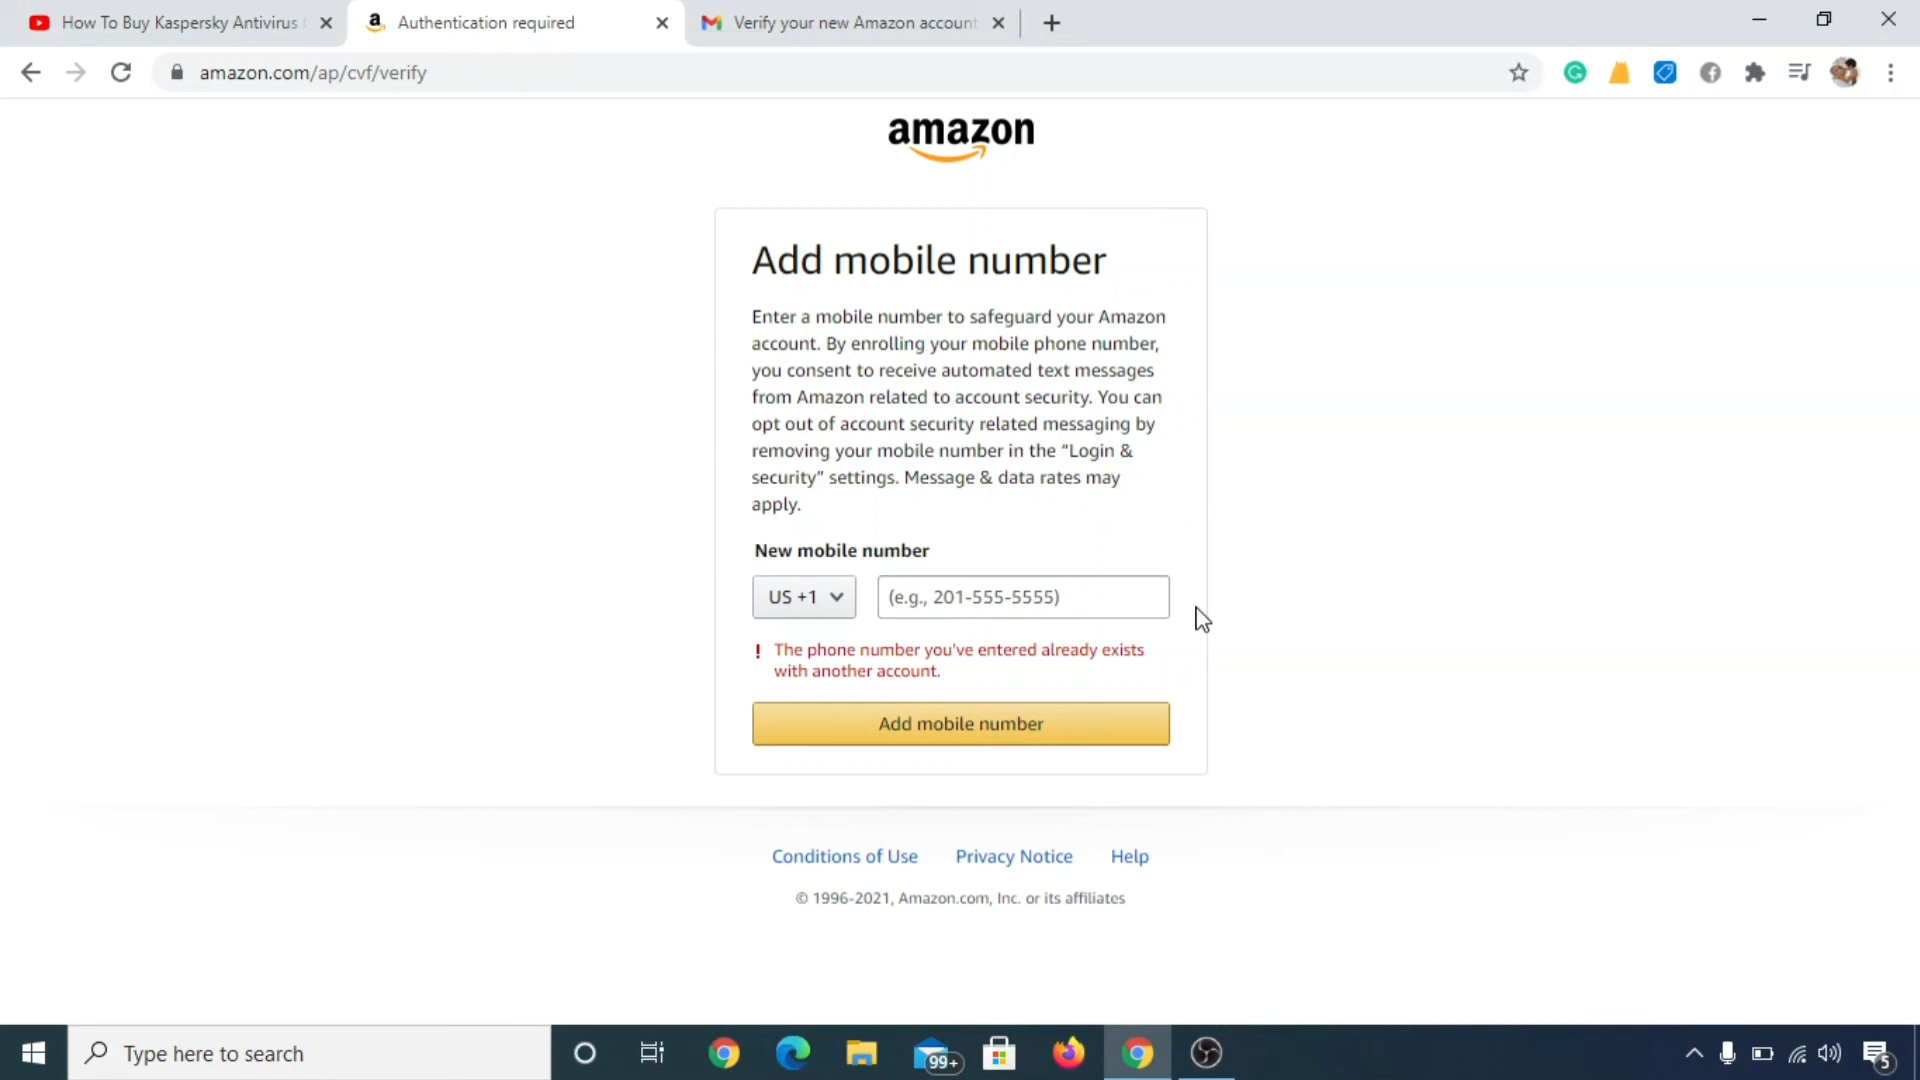 How To Buy Kaspersky Antivirus
Authentication required
Verify your new Amazon account
amazon.com/ap/cvf/verify
amazon
Add mobile number
Enter a mobile number to safeguard your Amazon
account. By enrolling your mobile phone number,
you consent to receive automated text messages
from Amazon related to account security. You can
opt out of account security related messaging by
removing your mobile number in the “Login &
security” settings. Message & data rates may
apply.
New mobile number
US +1
(e.g., 201-555-5555)
! The phone number you've entered already exists
with another account.
Add mobile number
Conditions of Use
Privacy Notice
Help
© 1996-2021, Amazon.com, Inc. or its affiliates
Type here to search
99+
5